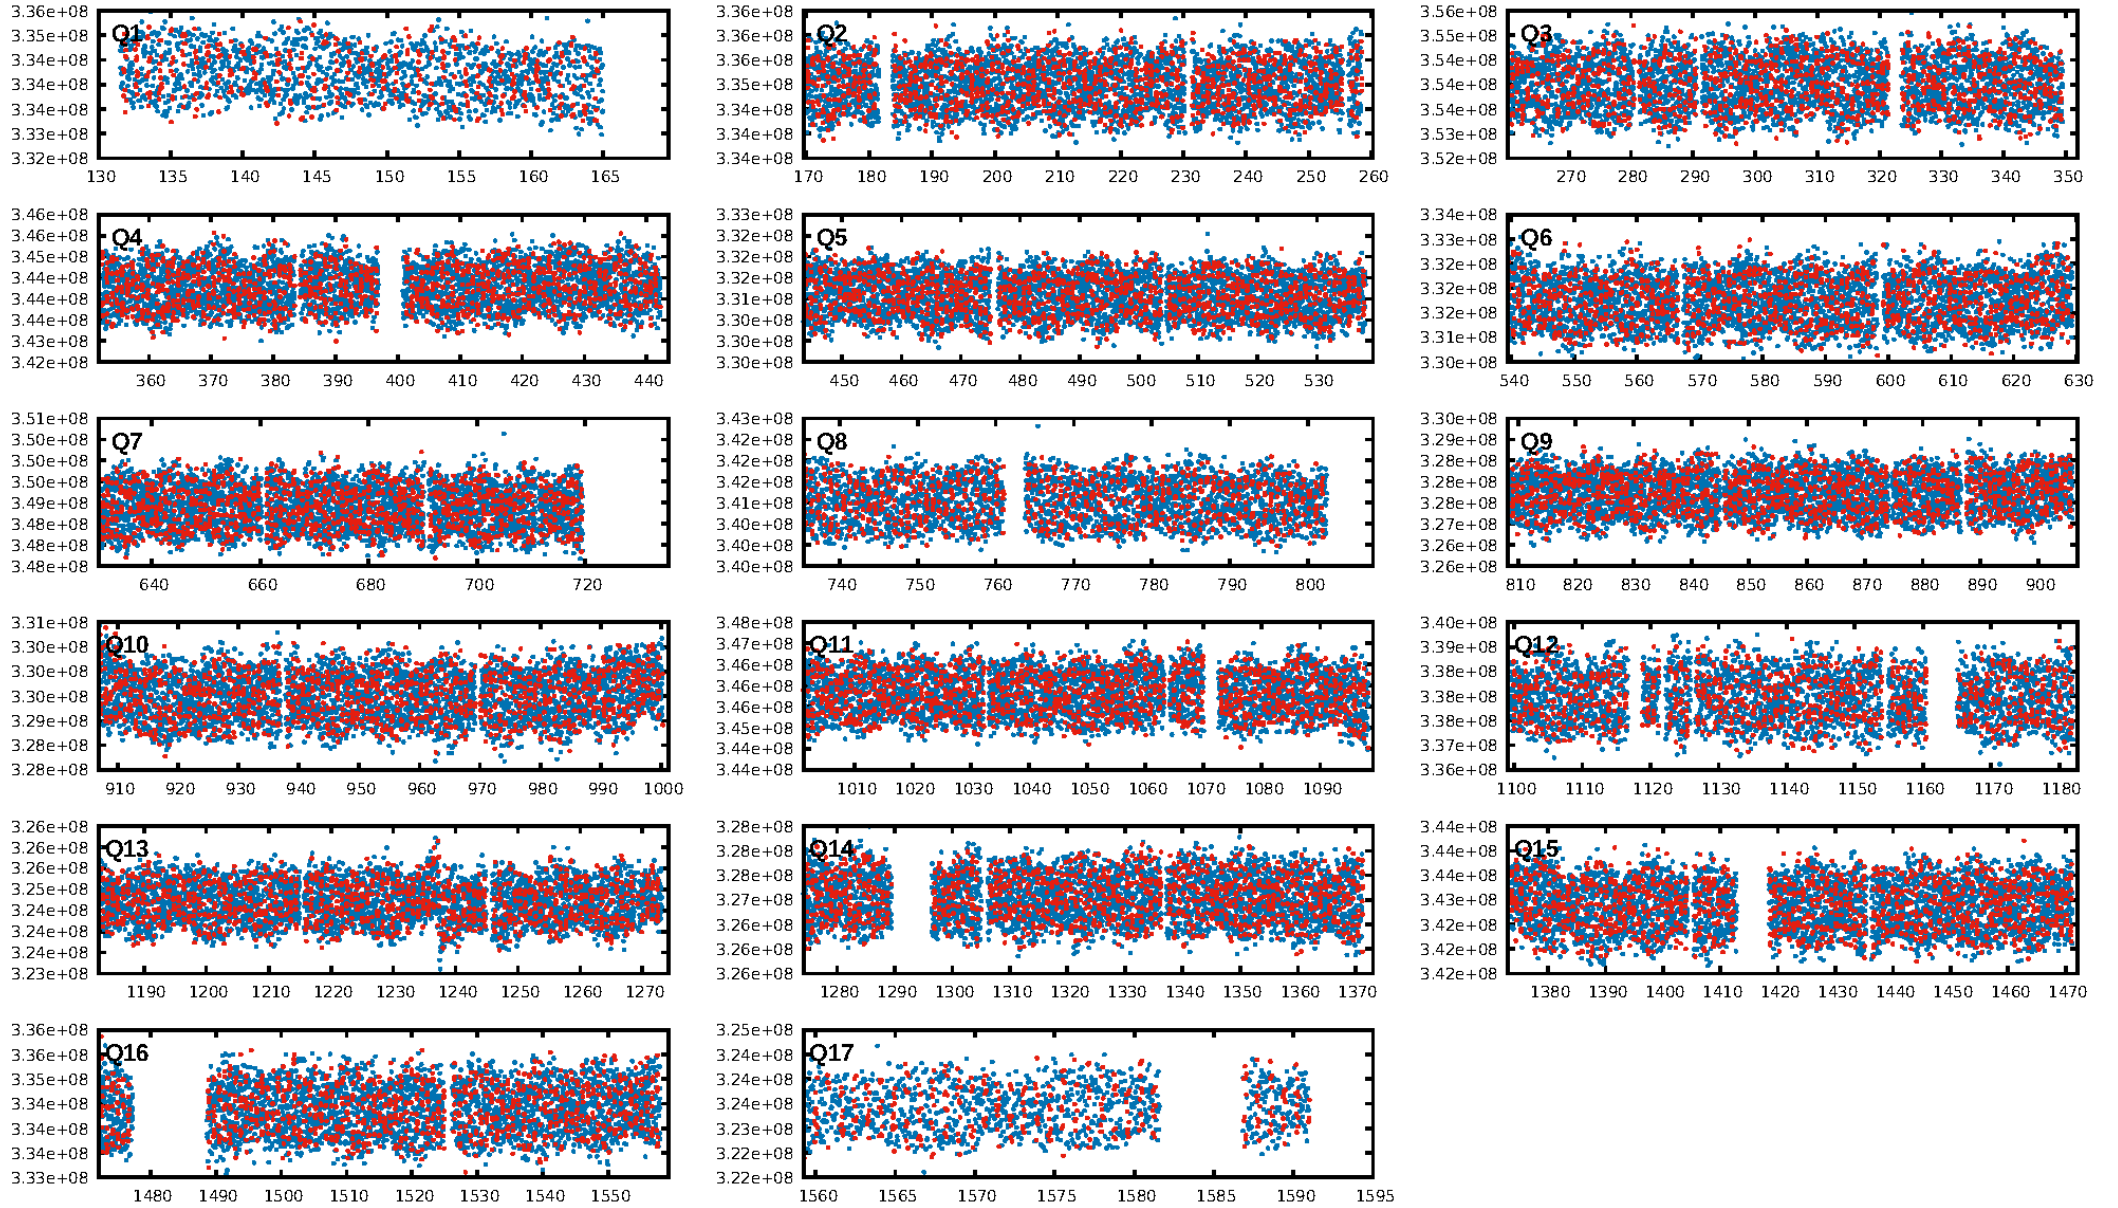 Q1
3.36e+08
3.35e+08
3.34e+08
3.34e+08
3.33e+08
3.32e+08
130 135 140 145 150 155 160 165
Q2
3.36e+08
3.36e+08
3.36e+08
3.35e+08
3.34e+08
3.34e+08
3.34e+08
170 180 190 200 210 220 230 240 250 260
Q3
3.56e+08
3.55e+08
3.54e+08
3.54e+08
3.54e+08
3.53e+08
3.52e+08
270 280 290 300 310 320 330 340 350
Q4
3.46e+08
3.46e+08
3.45e+08
3.44e+08
3.44e+08
3.44e+08
3.43e+08
3.42e+08
360 370 380 390 400 410 420 430 440
Q5
3.33e+08
3.32e+08
3.32e+08
3.32e+08
3.31e+08
3.30e+08
3.30e+08
3.30e+08
450 460 470 480 490 500 510 520 530
Q6
3.34e+08
3.33e+08
3.32e+08
3.32e+08
3.32e+08
3.31e+08
3.30e+08
540 550 560 570 580 590 600 610 620 630
Q7
3.51e+08
3.50e+08
3.50e+08
3.50e+08
3.49e+08
3.48e+08
3.48e+08
3.48e+08
640 660 680 700 720
Q8
3.43e+08
3.42e+08
3.42e+08
3.42e+08
3.41e+08
3.40e+08
3.40e+08
3.40e+08
740 750 760 770 780 790 800
Q9
3.30e+08
3.29e+08
3.28e+08
3.28e+08
3.28e+08
3.27e+08
3.26e+08
3.26e+08
810 820 830 840 850 860 870 880 890 900
Q10
3.31e+08
3.30e+08
3.30e+08
3.30e+08
3.29e+08
3.28e+08
3.28e+08
910 920 930 940 950 960 970 980 990 1000
Q11
3.48e+08
3.47e+08
3.46e+08
3.46e+08
3.46e+08
3.45e+08
3.44e+08
3.44e+08
1010 1020 1030 1040 1050 1060 1070 1080 1090
Q12
3.40e+08
3.39e+08
3.38e+08
3.38e+08
3.38e+08
3.37e+08
3.36e+08
1100 1110 1120 1130 1140 1150 1160 1170 1180
Q13
3.26e+08
3.26e+08
3.26e+08
3.25e+08
3.24e+08
3.24e+08
3.24e+08
3.23e+08
1190 1200 1210 1220 1230 1240 1250 1260 1270
Q14
3.28e+08
3.28e+08
3.28e+08
3.27e+08
3.26e+08
3.26e+08
3.26e+08
1280 1290 1300 1310 1320 1330 1340 1350 1360 1370
Q15
3.44e+08
3.44e+08
3.44e+08
3.43e+08
3.42e+08
3.42e+08
3.42e+08
1380 1390 1400 1410 1420 1430 1440 1450 1460 1470
Q16
3.36e+08
3.36e+08
3.35e+08
3.34e+08
3.34e+08
3.34e+08
3.33e+08
1480 1490 1500 1510 1520 1530 1540 1550
Q17
3.25e+08
3.24e+08
3.24e+08
3.24e+08
3.23e+08
3.22e+08
3.22e+08
1560 1565 1570 1575 1580 1585 1590 1595